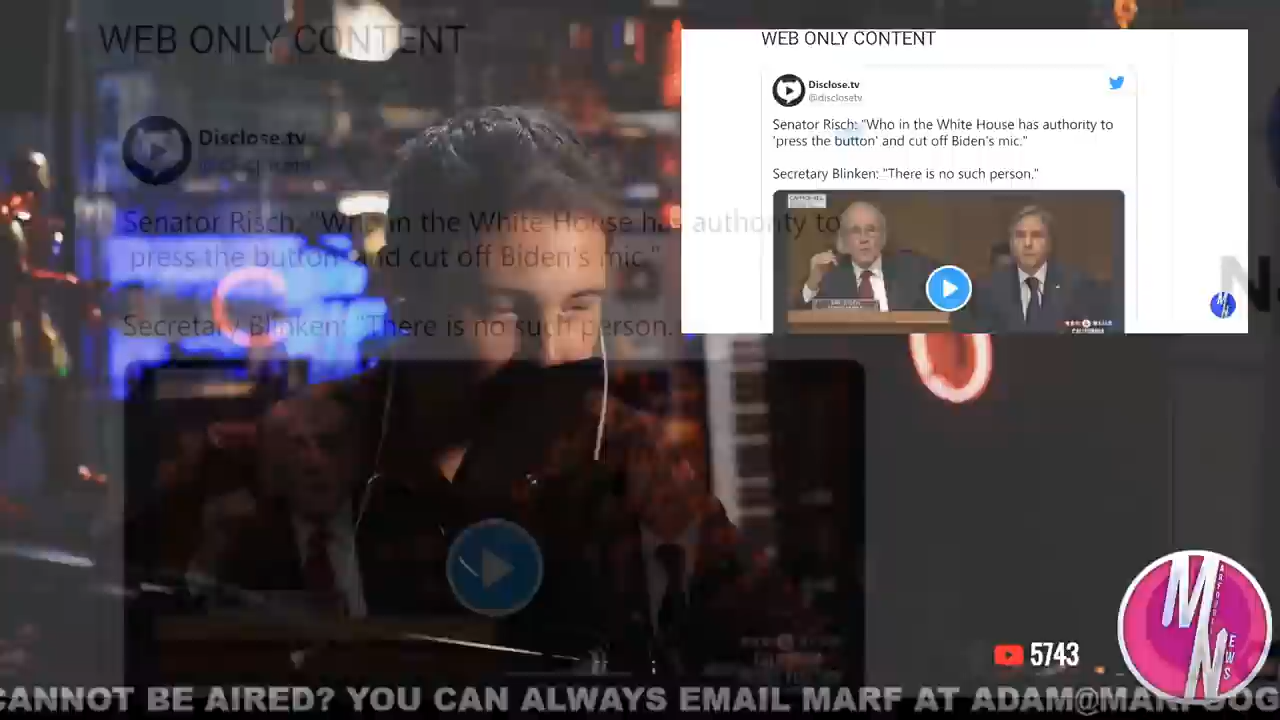 WEB ONLY CONTENT
Disclose.tv
Senator Risch: "Who in the White House has authority to
'press the button' and cut off Biden's mic."
Secretary Blinken: "There is no such person.
WEB ONLY CONTENT
Disclose.tv
@disclosetv
Senator Risch: "Who in the White House has authority to
'press the button' and cut off Biden's mic."
Secretary Blinken: "There is no such person."
N
5743
MN
CANNOT BE AIRED? YOU CAN ALWAYS EMAIL MARF AT